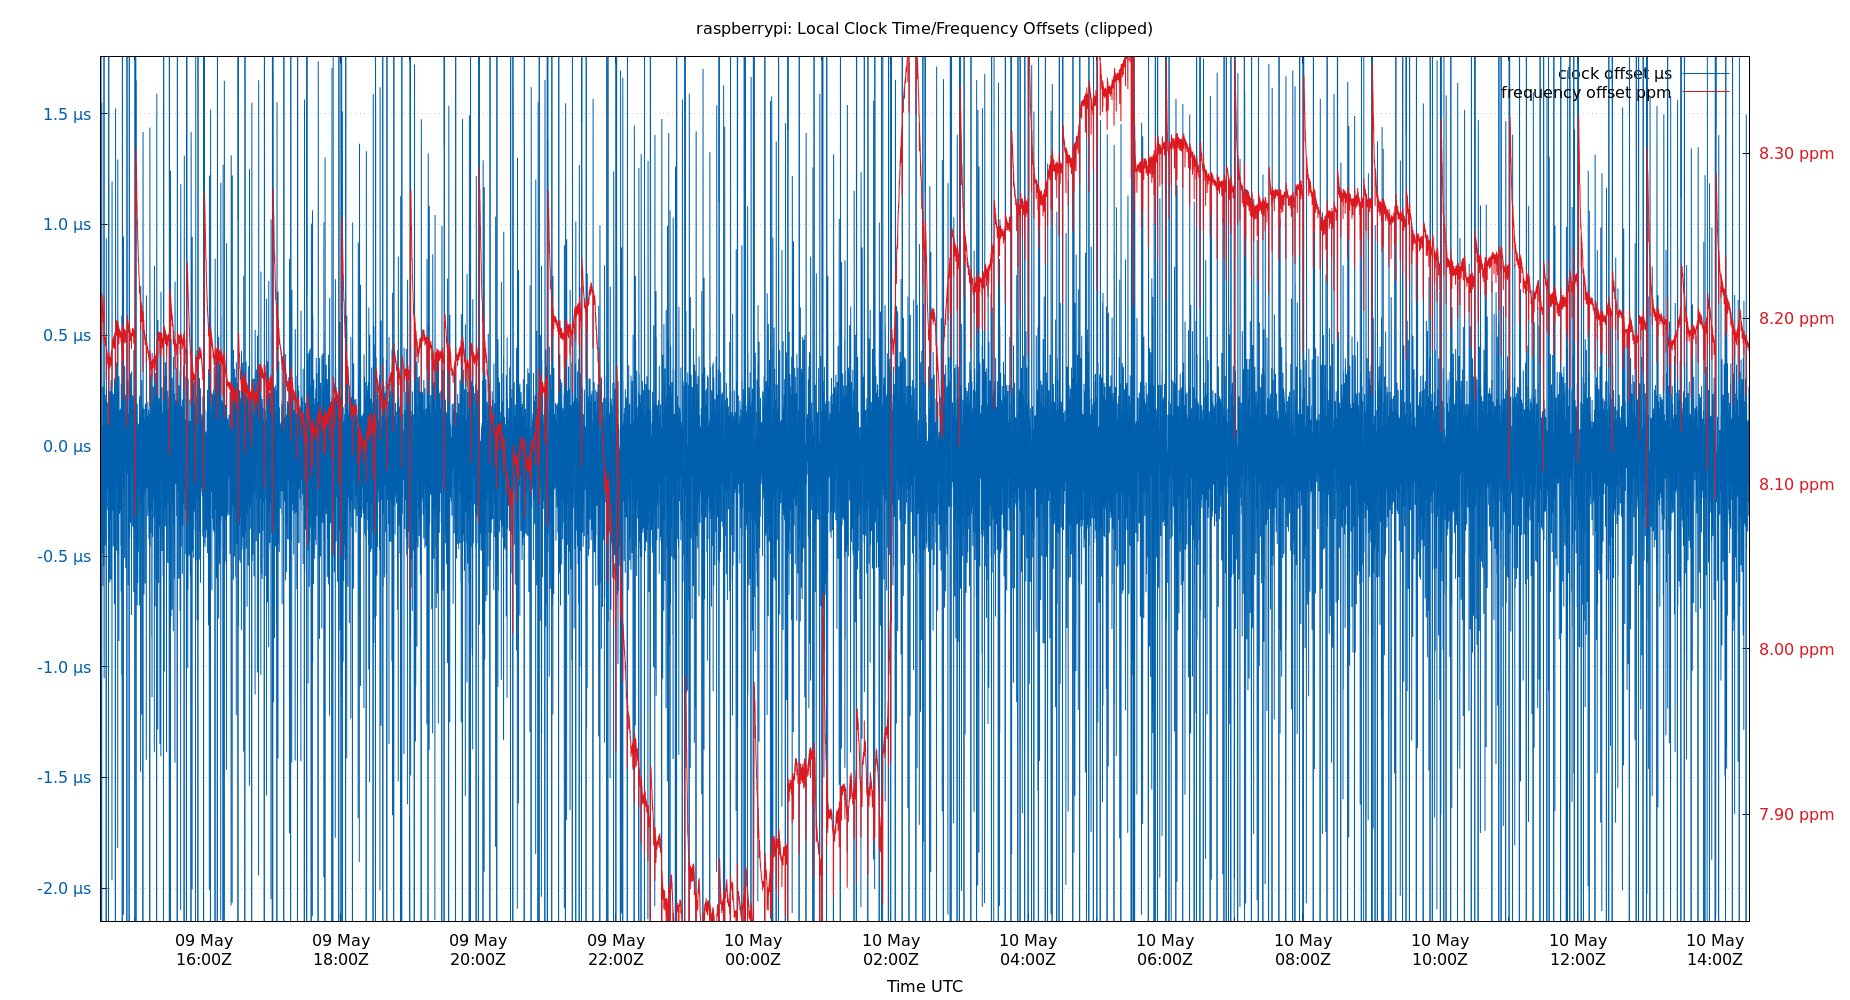 raspberrypi: Local Clock Time/Frequency Offsets (clipped)
clock offset µs
frequency offset ppm
1.5 µs
1.0 µs
0.5 µs
0.0 µs
-0.5 µs
-1.0 µs
-1.5 µs
-2.0 µs
8.30 ppm
8.20 ppm
8.10 ppm
8.00 ppm
7.90 ppm
09 May 09 May 09 May 09 May 10 May 10 May 10 May 10 May 10 May 10 May 10 May 10 May
16:00Z 18:00Z 20:00Z 22:00Z 00:00Z 02:00Z 04:00Z 06:00Z 08:00Z 10:00Z 12:00Z 14:00Z
Time UTC